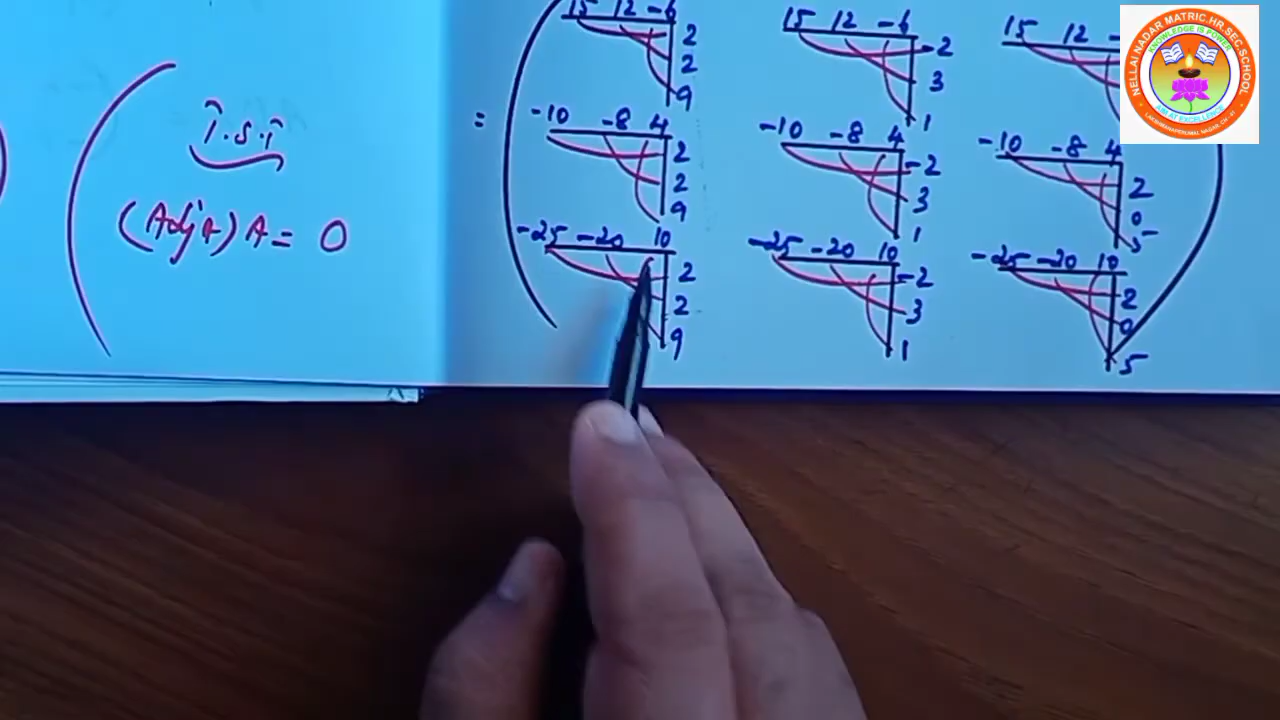 15 12 -6 15 12 -6 15 12
2 -2
2 3
9 1
=
-10 -8 4 -10 -8 4 -10 -8 4
2 -2 2
2 3 0
9 1 5
-25 -20 10 -25 -20 10 -25 -20 10
2 -2 2
2 3 0
9 1 5
T.S.T
(Adj A) A = 0
NELLAI NADAR MATRIC.HR.SEC.SCHOOL
KNOWLEDGE IS POWER
AIM AT EXCELLENCE